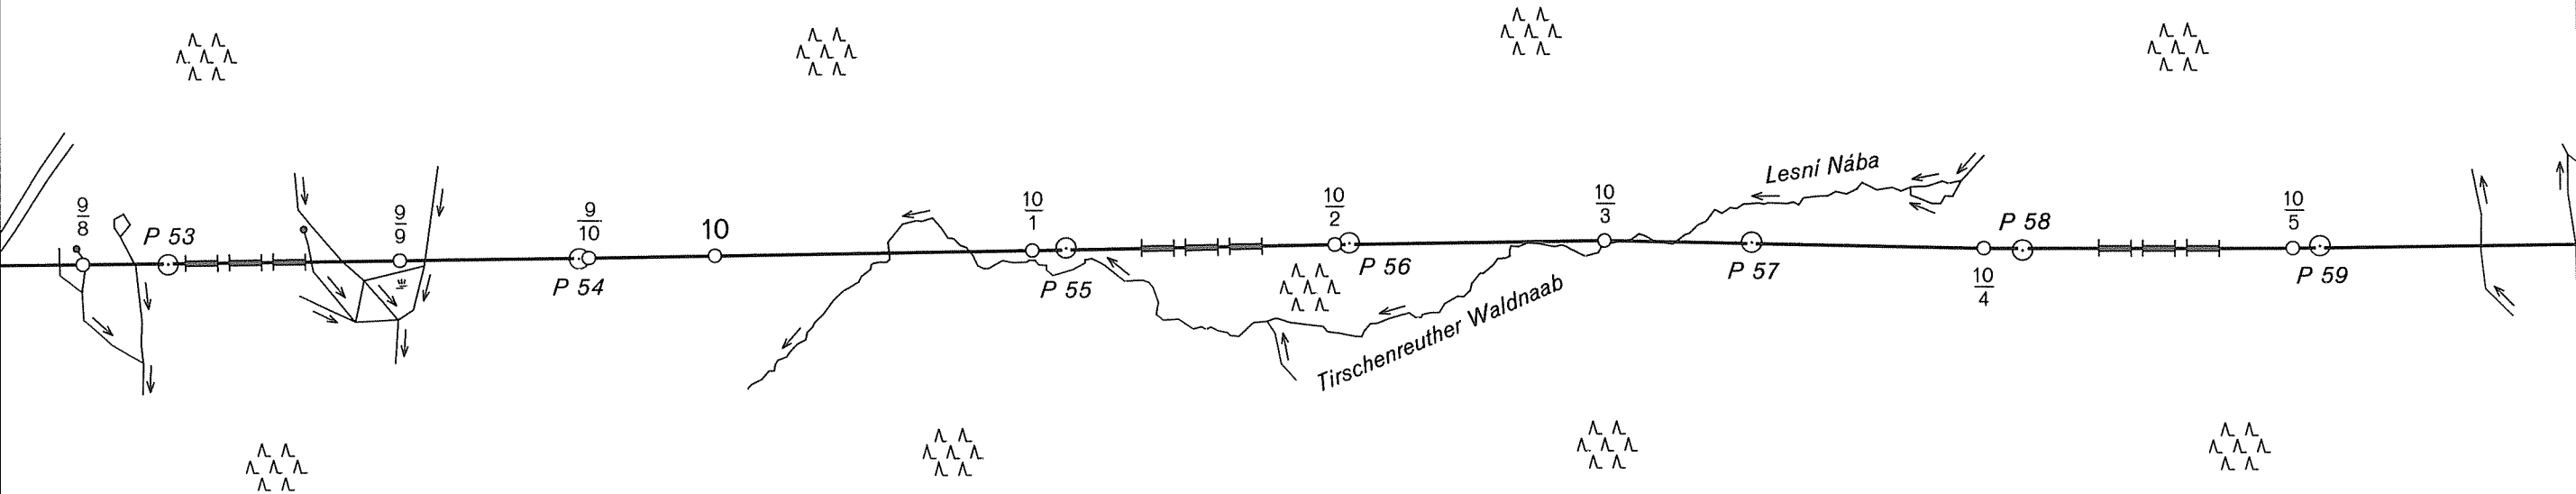 9/8
P 53
9/9
9/10
P 54
10
10/1
P 55
10/2
P 56
Tirschenreuther Waldnaab
10/3
Lesní Nába
P 57
P 58
10/4
10/5
P 59